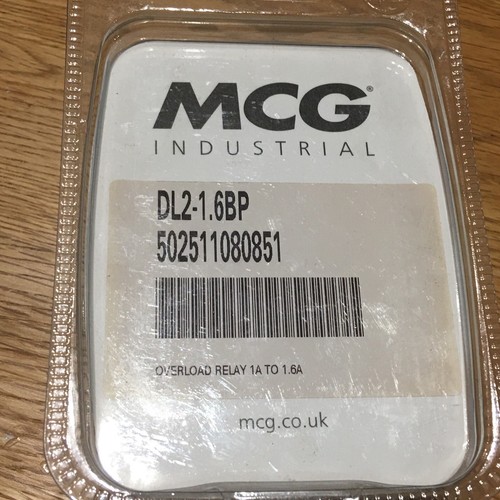 MCG®
INDUSTRIAL
DL2-1.6BP
502511080851
OVERLOAD RELAY 1A TO 1.6A
mcg.co.uk